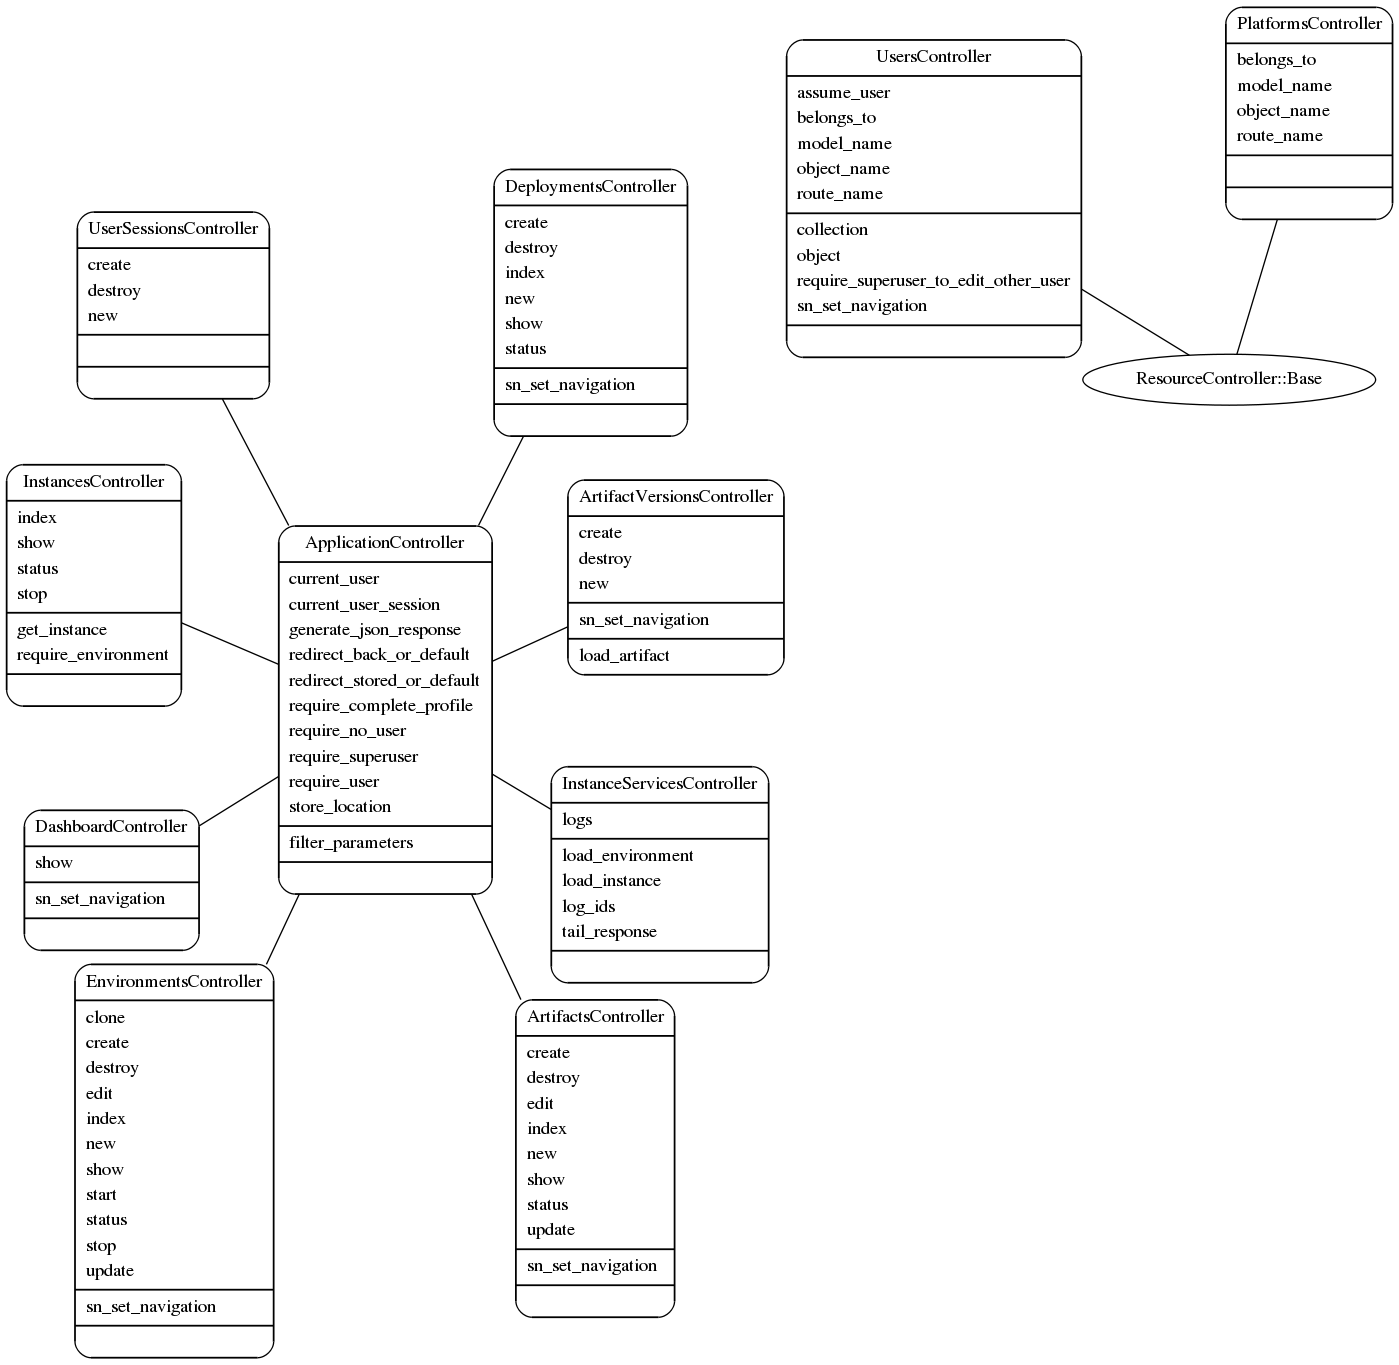 PlatformsController
belongs_to
model_name
object_name
route_name
UsersController
assume_user
belongs_to
model_name
object_name
route_name
collection
object
require_superuser_to_edit_other_user
sn_set_navigation
ResourceController::Base
DeploymentsController
create
destroy
index
new
show
status
sn_set_navigation
UserSessionsController
create
destroy
new
InstancesController
index
show
status
stop
get_instance
require_environment
ApplicationController
current_user
current_user_session
generate_json_response
redirect_back_or_default
redirect_stored_or_default
require_complete_profile
require_no_user
require_superuser
require_user
store_location
filter_parameters
ArtifactVersionsController
create
destroy
new
sn_set_navigation
load_artifact
InstanceServicesController
logs
load_environment
load_instance
log_ids
tail_response
DashboardController
show
sn_set_navigation
EnvironmentsController
clone
create
destroy
edit
index
new
show
start
status
stop
update
sn_set_navigation
ArtifactsController
create
destroy
edit
index
new
show
status
update
sn_set_navigation